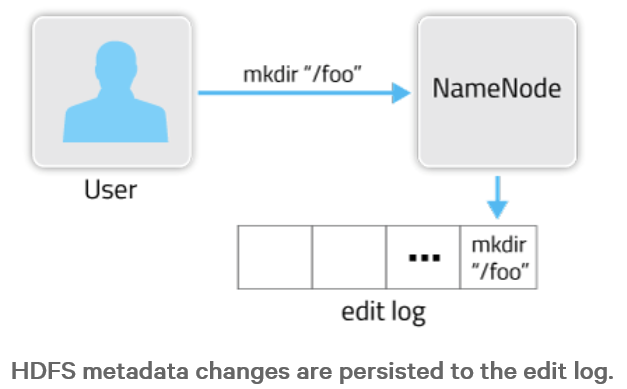 mkdir “/foo”
NameNode
User
...
mkdir
“/foo”
edit log
HDFS metadata changes are persisted to the edit log.